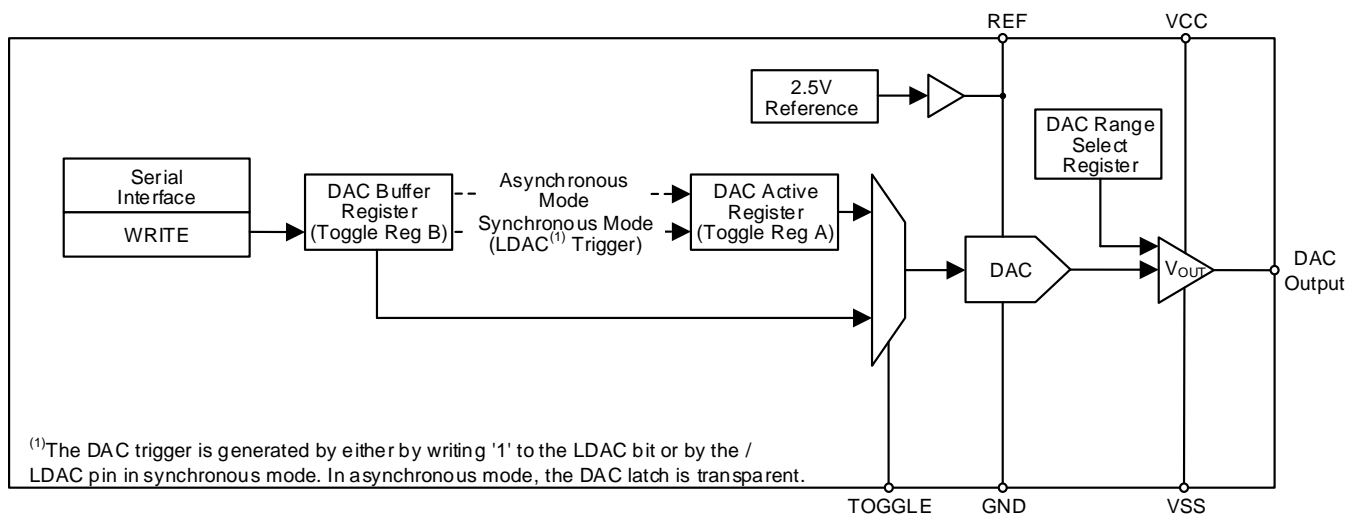 REF
VCC
2.5V
Reference
DAC Range
Select
Register
Serial
Interface
WRITE
DAC Buffer
Register
(Toggle Reg B)
Asynchronous
Mode
Synchronous Mode
(LDAC(1) Trigger)
DAC Active
Register
(Toggle Reg A)
DAC
VOUT
DAC
Output
(1)The DAC trigger is generated by either by writing '1' to the LDAC bit or by the /
LDAC pin in synchronous mode. In asynchronous mode, the DAC latch is transparent.
TOGGLE
GND
VSS